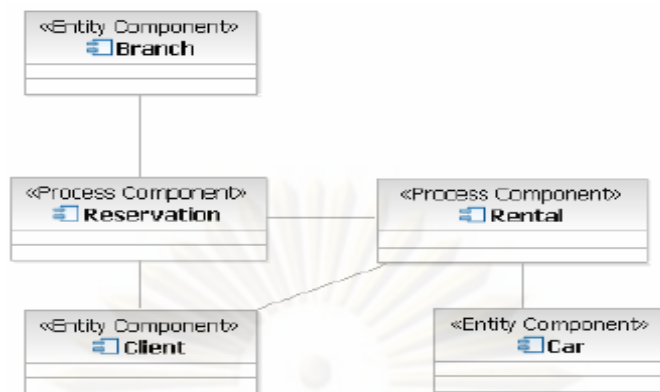 «Entity Component»
Branch
«Process Component»
Reservation
«Process Component»
Rental
«Entity Component»
Client
«Entity Component»
Car